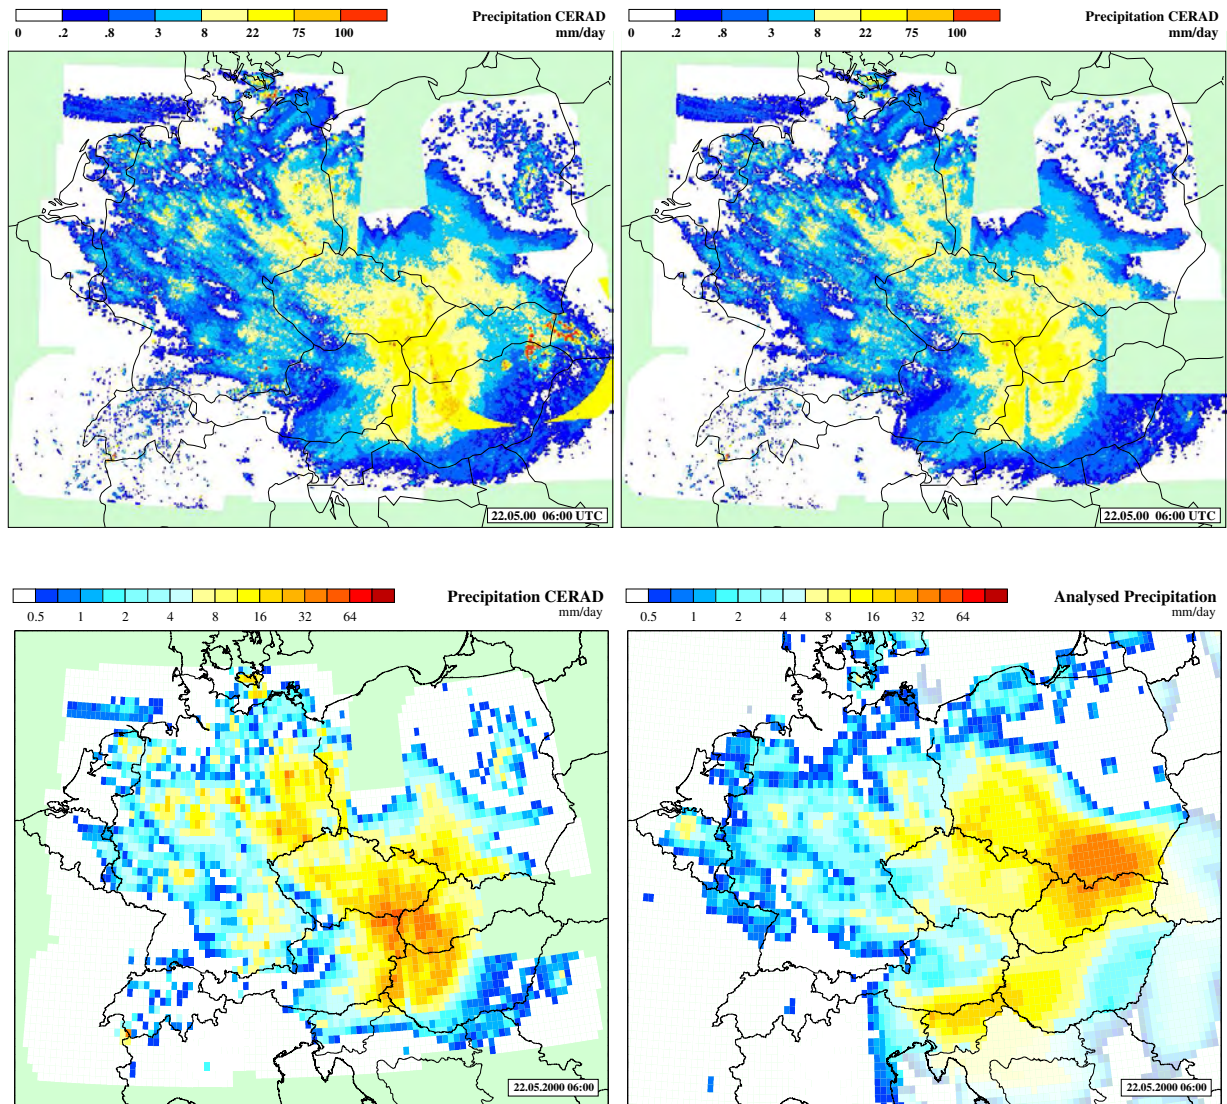 Precipitation CERAD
0 .2 .8 3 8 22 75 100 mm/day
22.05.00 06:00 UTC
Precipitation CERAD
0 .2 .8 3 8 22 75 100 mm/day
22.05.00 06:00 UTC
Precipitation CERAD
0.5 1 2 4 8 16 32 64 mm/day
22.05.2000 06:00
Analysed Precipitation
0.5 1 2 4 8 16 32 64 mm/day
22.05.2000 06:00